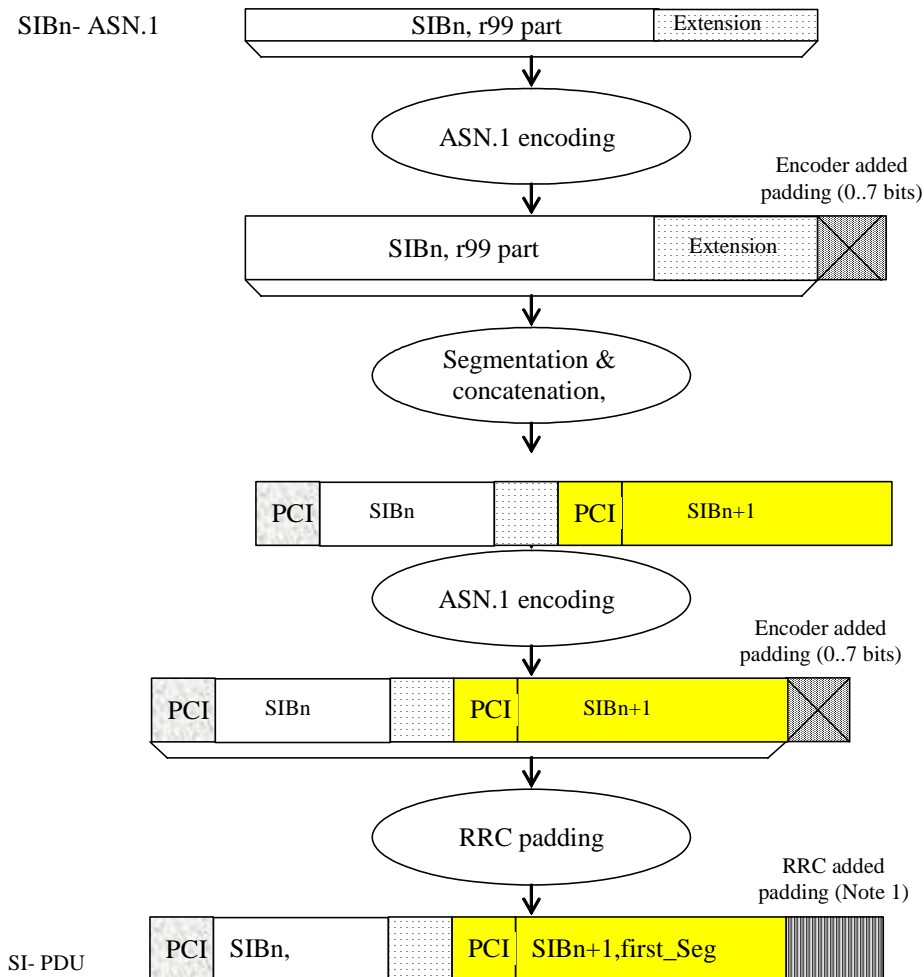 SIBn- ASN.1
SIBn, r99 part
Extension
ASN.1 encoding
Encoder added
padding (0..7 bits)
SIBn, r99 part
Extension
Segmentation &
concatenation,
PCI
SIBn
PCI
SIBn+1
ASN.1 encoding
Encoder added
padding (0..7 bits)
PCI
SIBn
PCI
SIBn+1
RRC padding
RRC added
padding (Note 1)
SI- PDU
PCI
SIBn,
PCI
SIBn+1,first_Seg